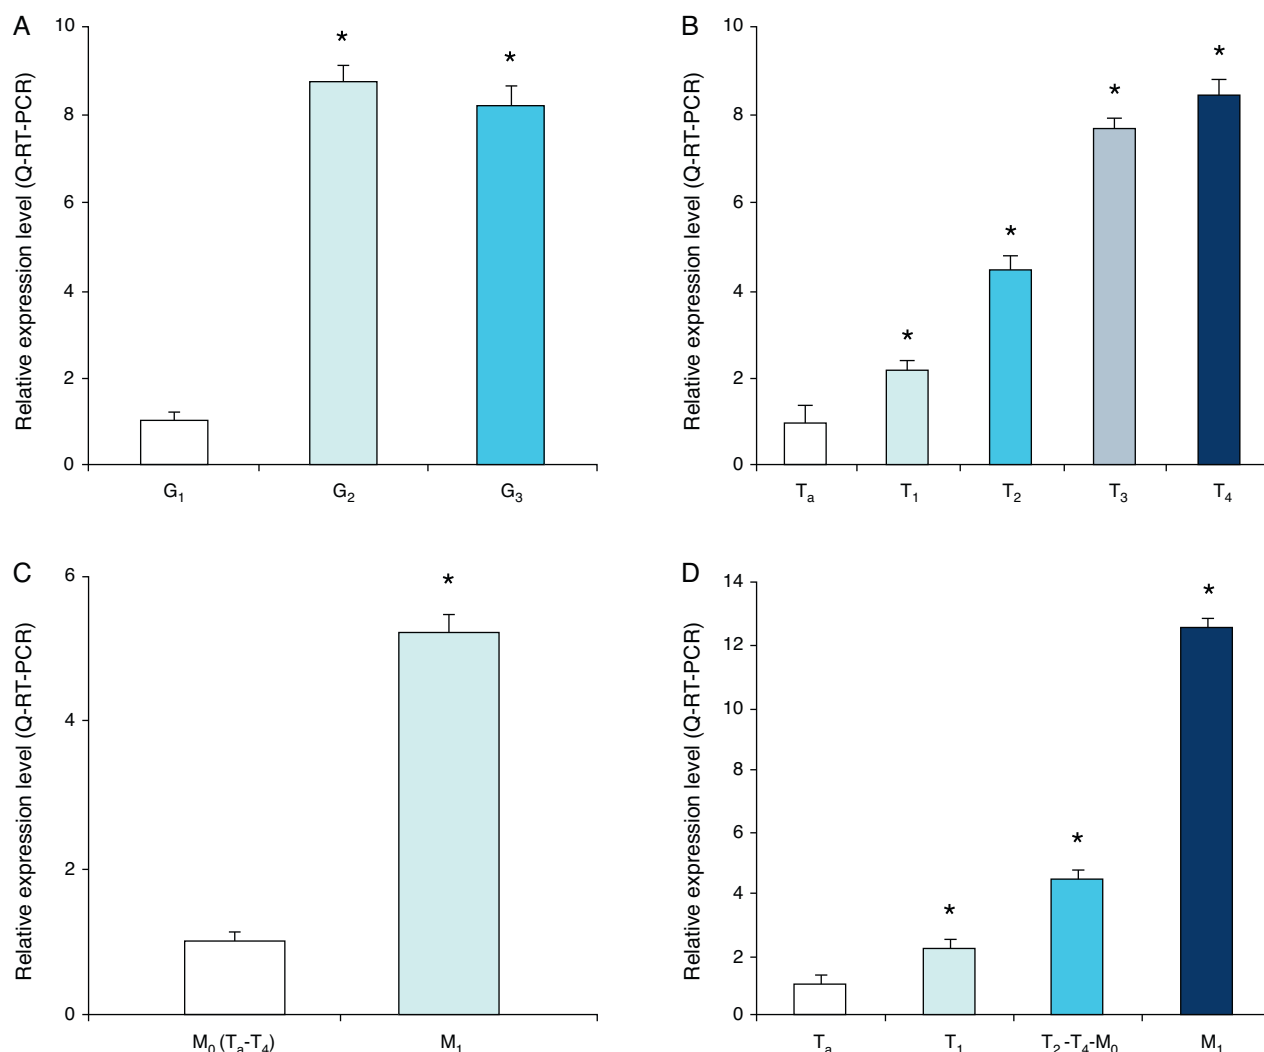 A
Relative expression level (Q-RT-PCR)
10
8
6
4
2
0
*
*
G1
G2
G3
B
Relative expression level (Q-RT-PCR)
10
8
6
4
2
0
*
*
*
*
Ta
T1
T2
T3
T4
C
Relative expression level (Q-RT-PCR)
6
4
2
0
*
M0 (Ta-T4)
M1
D
Relative expression level (Q-RT-PCR)
14
12
10
8
6
4
2
0
*
*
*
Ta
T1
T2-T4-M0
M1